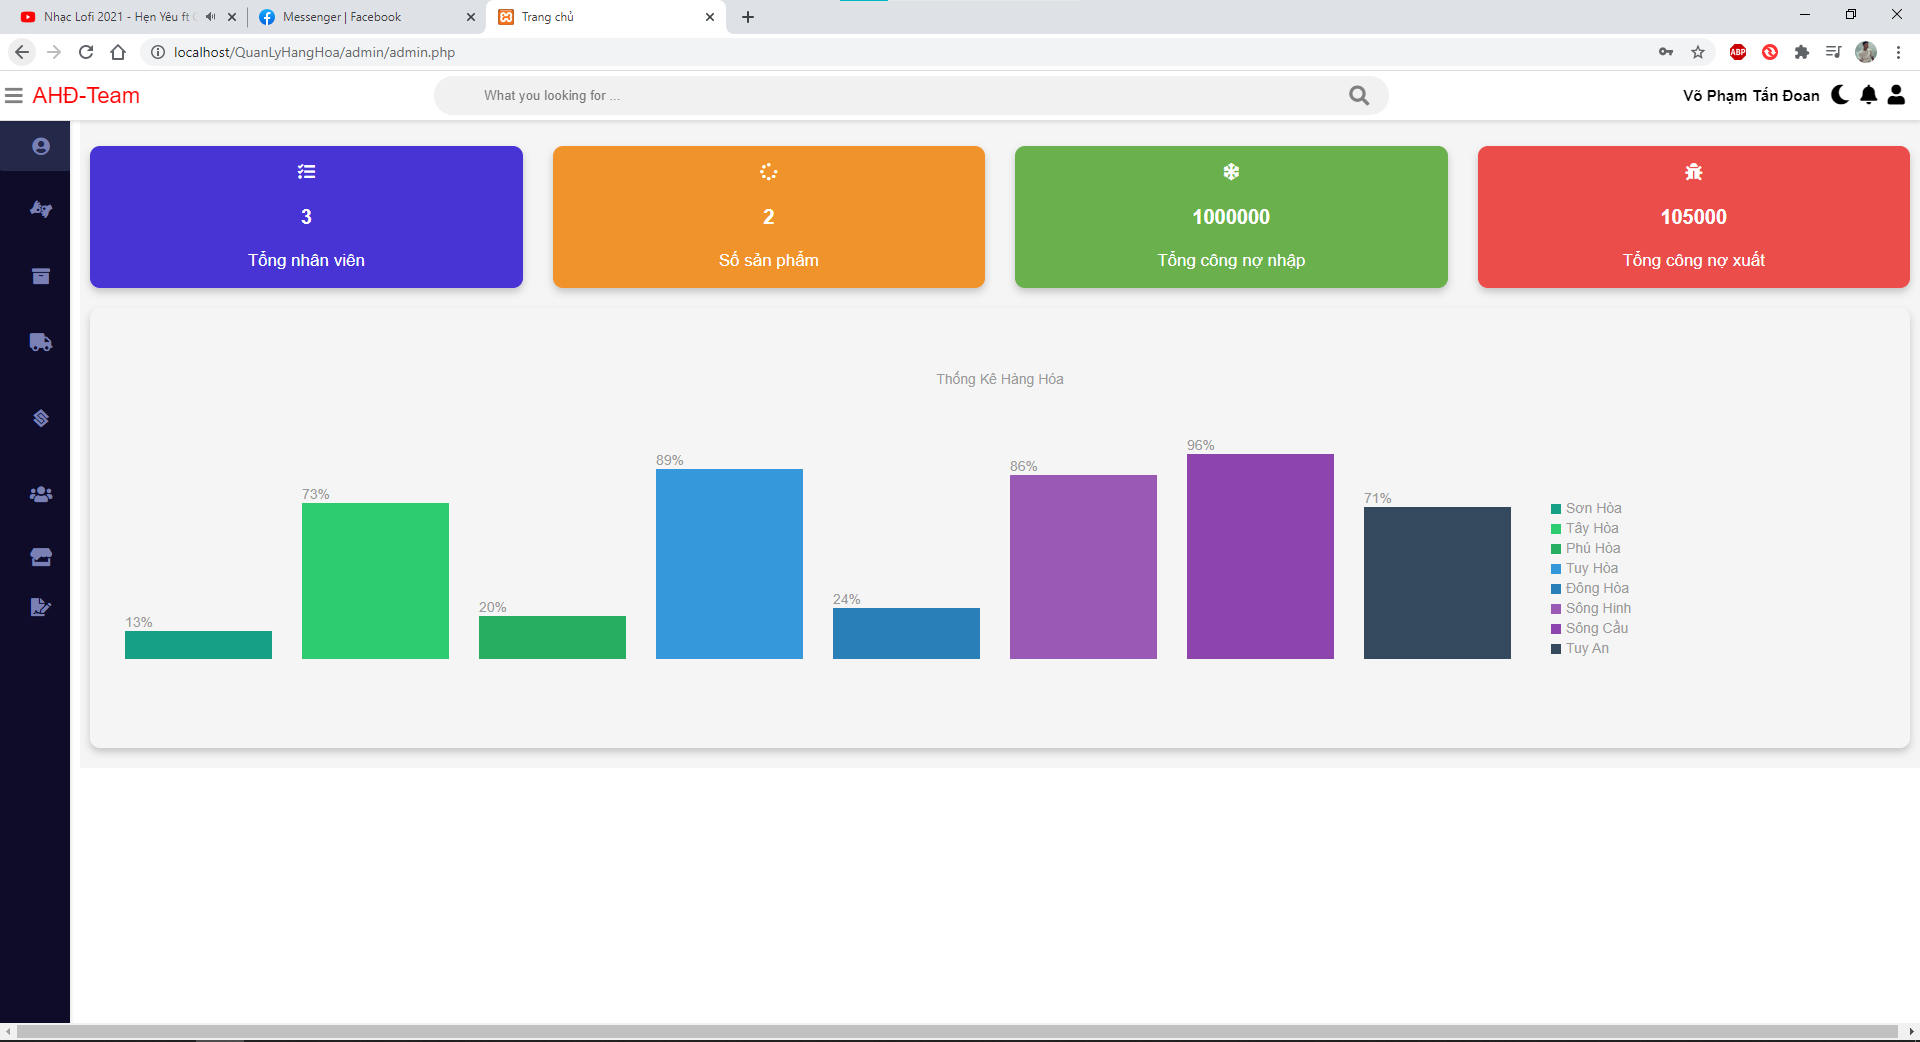 Nhạc Lofi 2021 - Hẹn Yêu ft
Messenger | Facebook
Trang chủ
localhost/QuanLyHangHoa/admin/admin.php
ABP
AHĐ-Team
What you looking for ...
Võ Phạm Tấn Đoan
3
Tổng nhân viên
2
Số sản phẩm
1000000
Tổng công nợ nhập
105000
Tổng công nợ xuất
Thống Kê Hàng Hóa
13%
73%
20%
89%
24%
86%
96%
71%
Sơn Hòa
Tây Hòa
Phú Hòa
Tuy Hòa
Đông Hòa
Sông Hinh
Sông Cầu
Tuy An